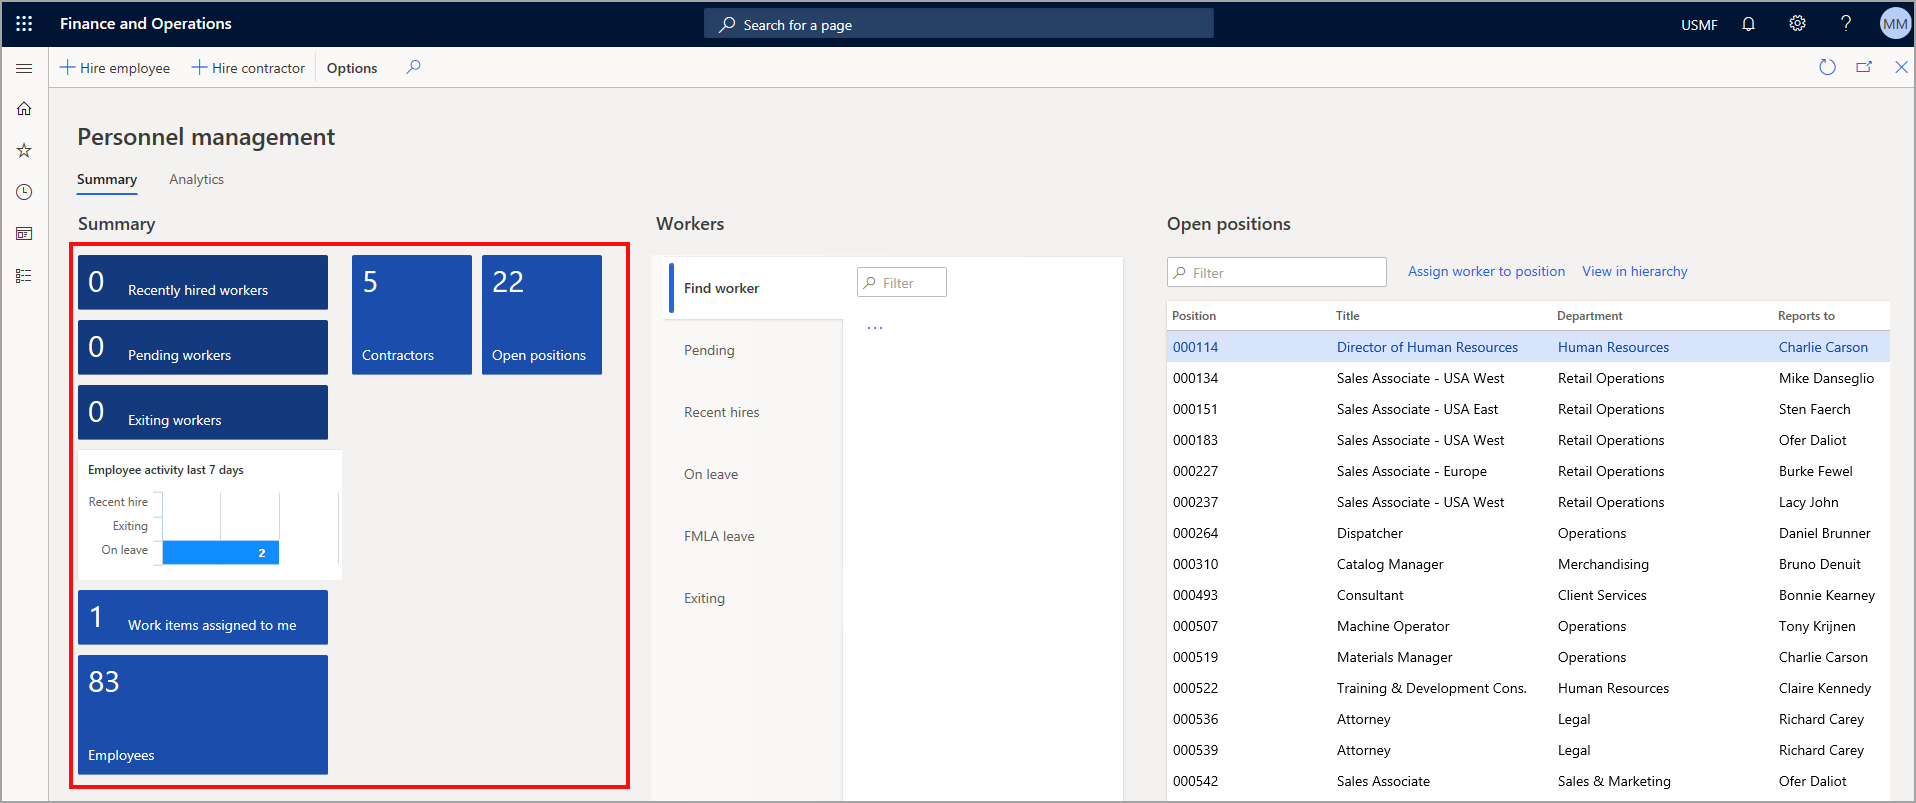 Finance and Operations
Search for a page
USMF
?
MM
Hire employee
Hire contractor
Options
Personnel management
Summary
Analytics
Summary
0
Recently hired workers
0
Pending workers
0
Exiting workers
5
Contractors
22
Open positions
Employee activity last 7 days
Recent hire
Exiting
On leave
2
1
Work items assigned to me
83
Employees
Workers
Find worker
Pending
Recent hires
On leave
FMLA leave
Exiting
Filter
...
Open positions
Filter
Assign worker to position
View in hierarchy
Position Title Department Reports to
000114 Director of Human Resources Human Resources Charlie Carson
000134 Sales Associate - USA West Retail Operations Mike Danseglio
000151 Sales Associate - USA East Retail Operations Sten Faerch
000183 Sales Associate - USA West Retail Operations Ofer Daliot
000227 Sales Associate - Europe Retail Operations Burke Fewel
000237 Sales Associate - USA West Retail Operations Lacy John
000264 Dispatcher Operations Daniel Brunner
000310 Catalog Manager Merchandising Bruno Denuit
000493 Consultant Client Services Bonnie Kearney
000507 Machine Operator Operations Tony Krijnen
000519 Materials Manager Operations Charlie Carson
000522 Training & Development Cons. Human Resources Claire Kennedy
000536 Attorney Legal Richard Carey
000539 Attorney Legal Richard Carey
000542 Sales Associate Sales & Marketing Ofer Daliot